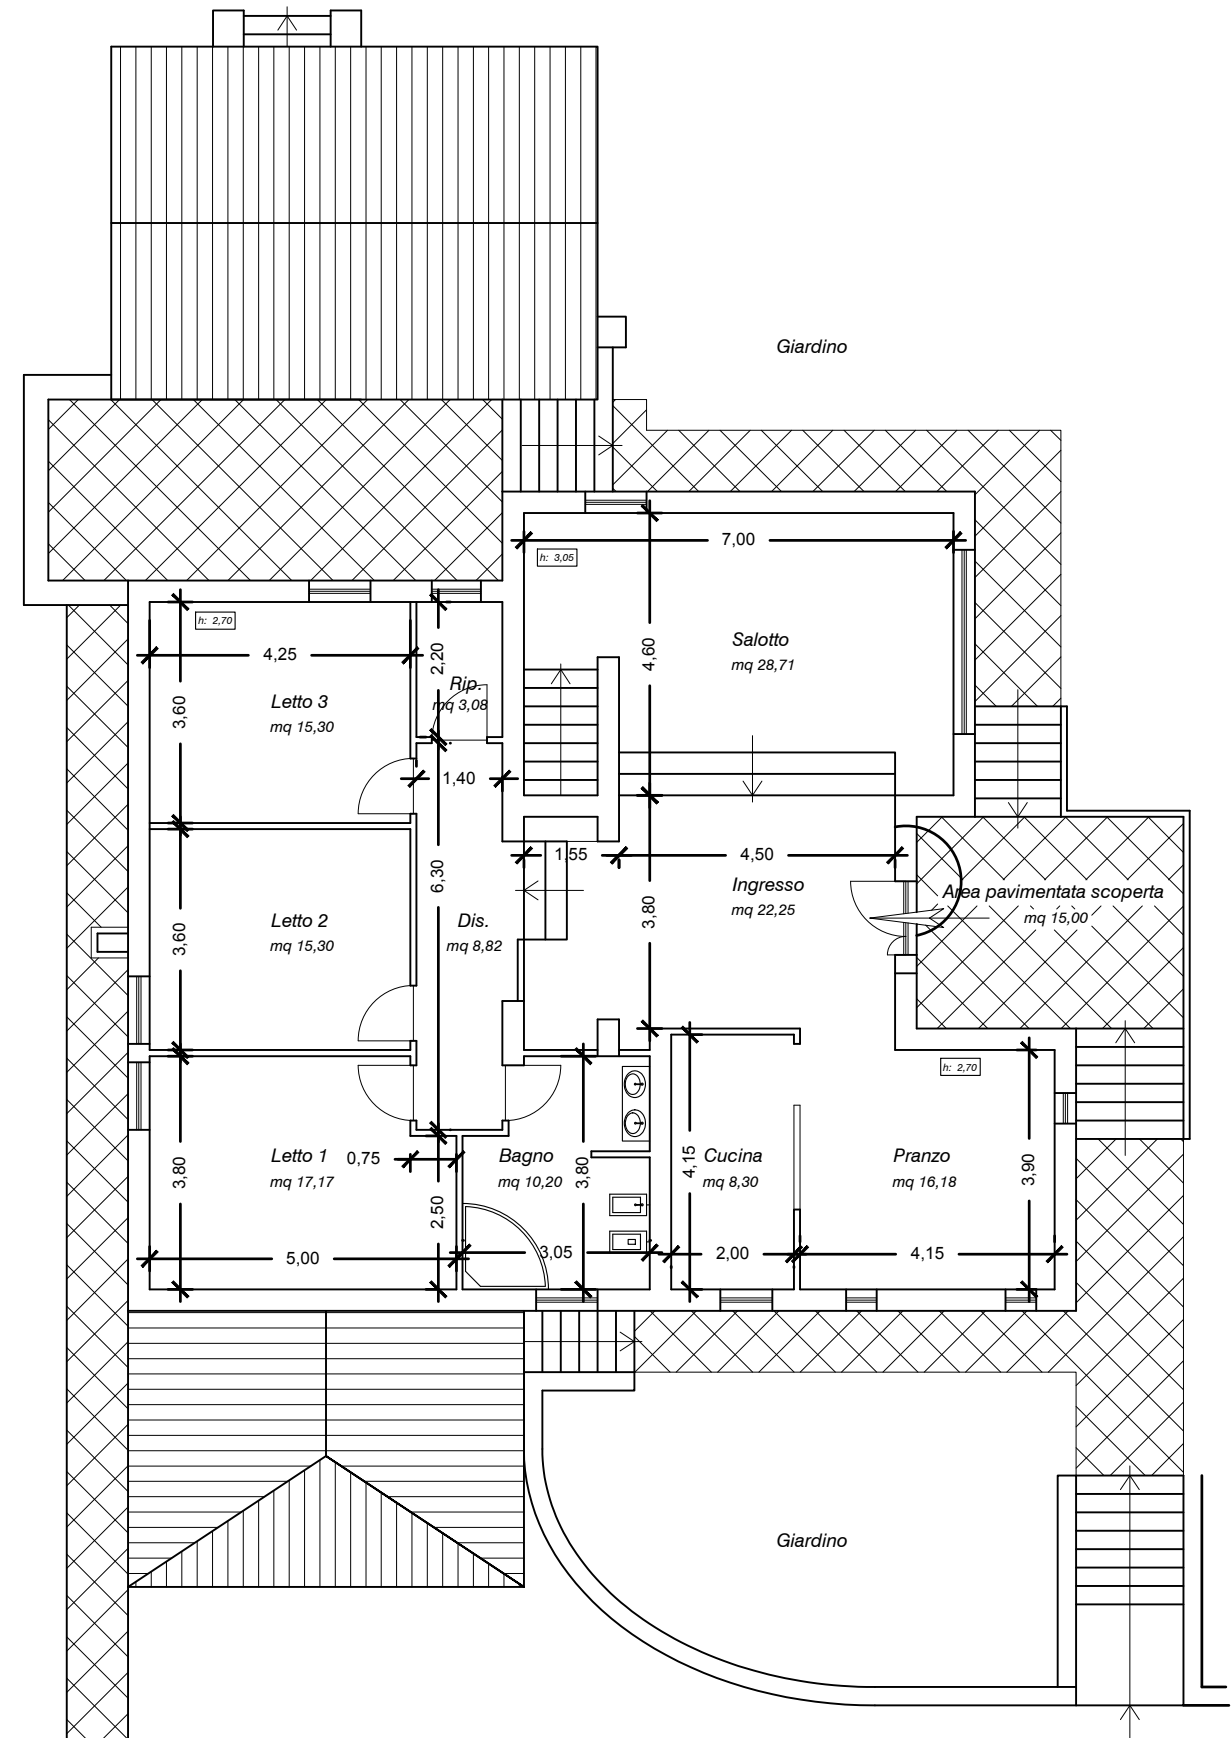 Giardino
7,00
h: 3,05
h: 2,70
4,25
2,20
4,60
Salotto
mq 28,71
Rip.
mq 3,08
Letto 3
mq 15,30
3,60
1,40
1,55
4,50
6,30
Ingresso
mq 22,25
Area pavimentata scoperta
mq 15,00
3,80
Letto 2
mq 15,30
3,60
Dis.
mq 8,82
h: 2,70
Letto 1
mq 17,17
0,75
3,80
Bagno
mq 10,20
3,80
4,15
Cucina
mq 8,30
Pranzo
mq 16,18
3,90
2,50
5,00
3,05
2,00
4,15
Giardino